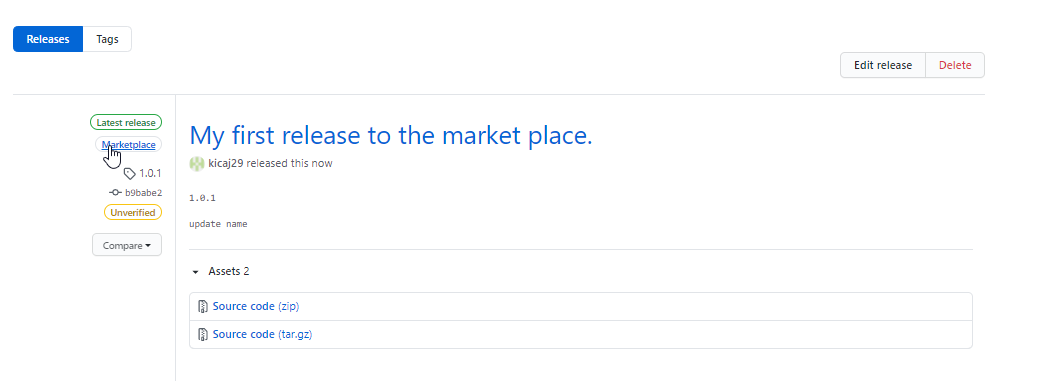 Releases Tags
Edit release Delete
Latest release
Marketplace
1.0.1
b9babe2
Unverified
Compare
My first release to the market place.
kicaj29 released this now
1.0.1
update name
Assets 2
Source code (zip)
Source code (tar.gz)